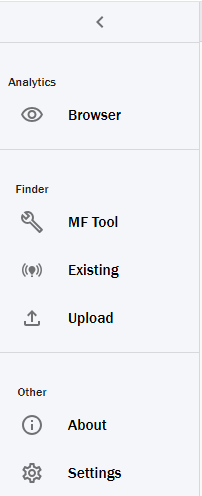 Analytics
Browser
Finder
MF Tool
Existing
Upload
Other
About
Settings